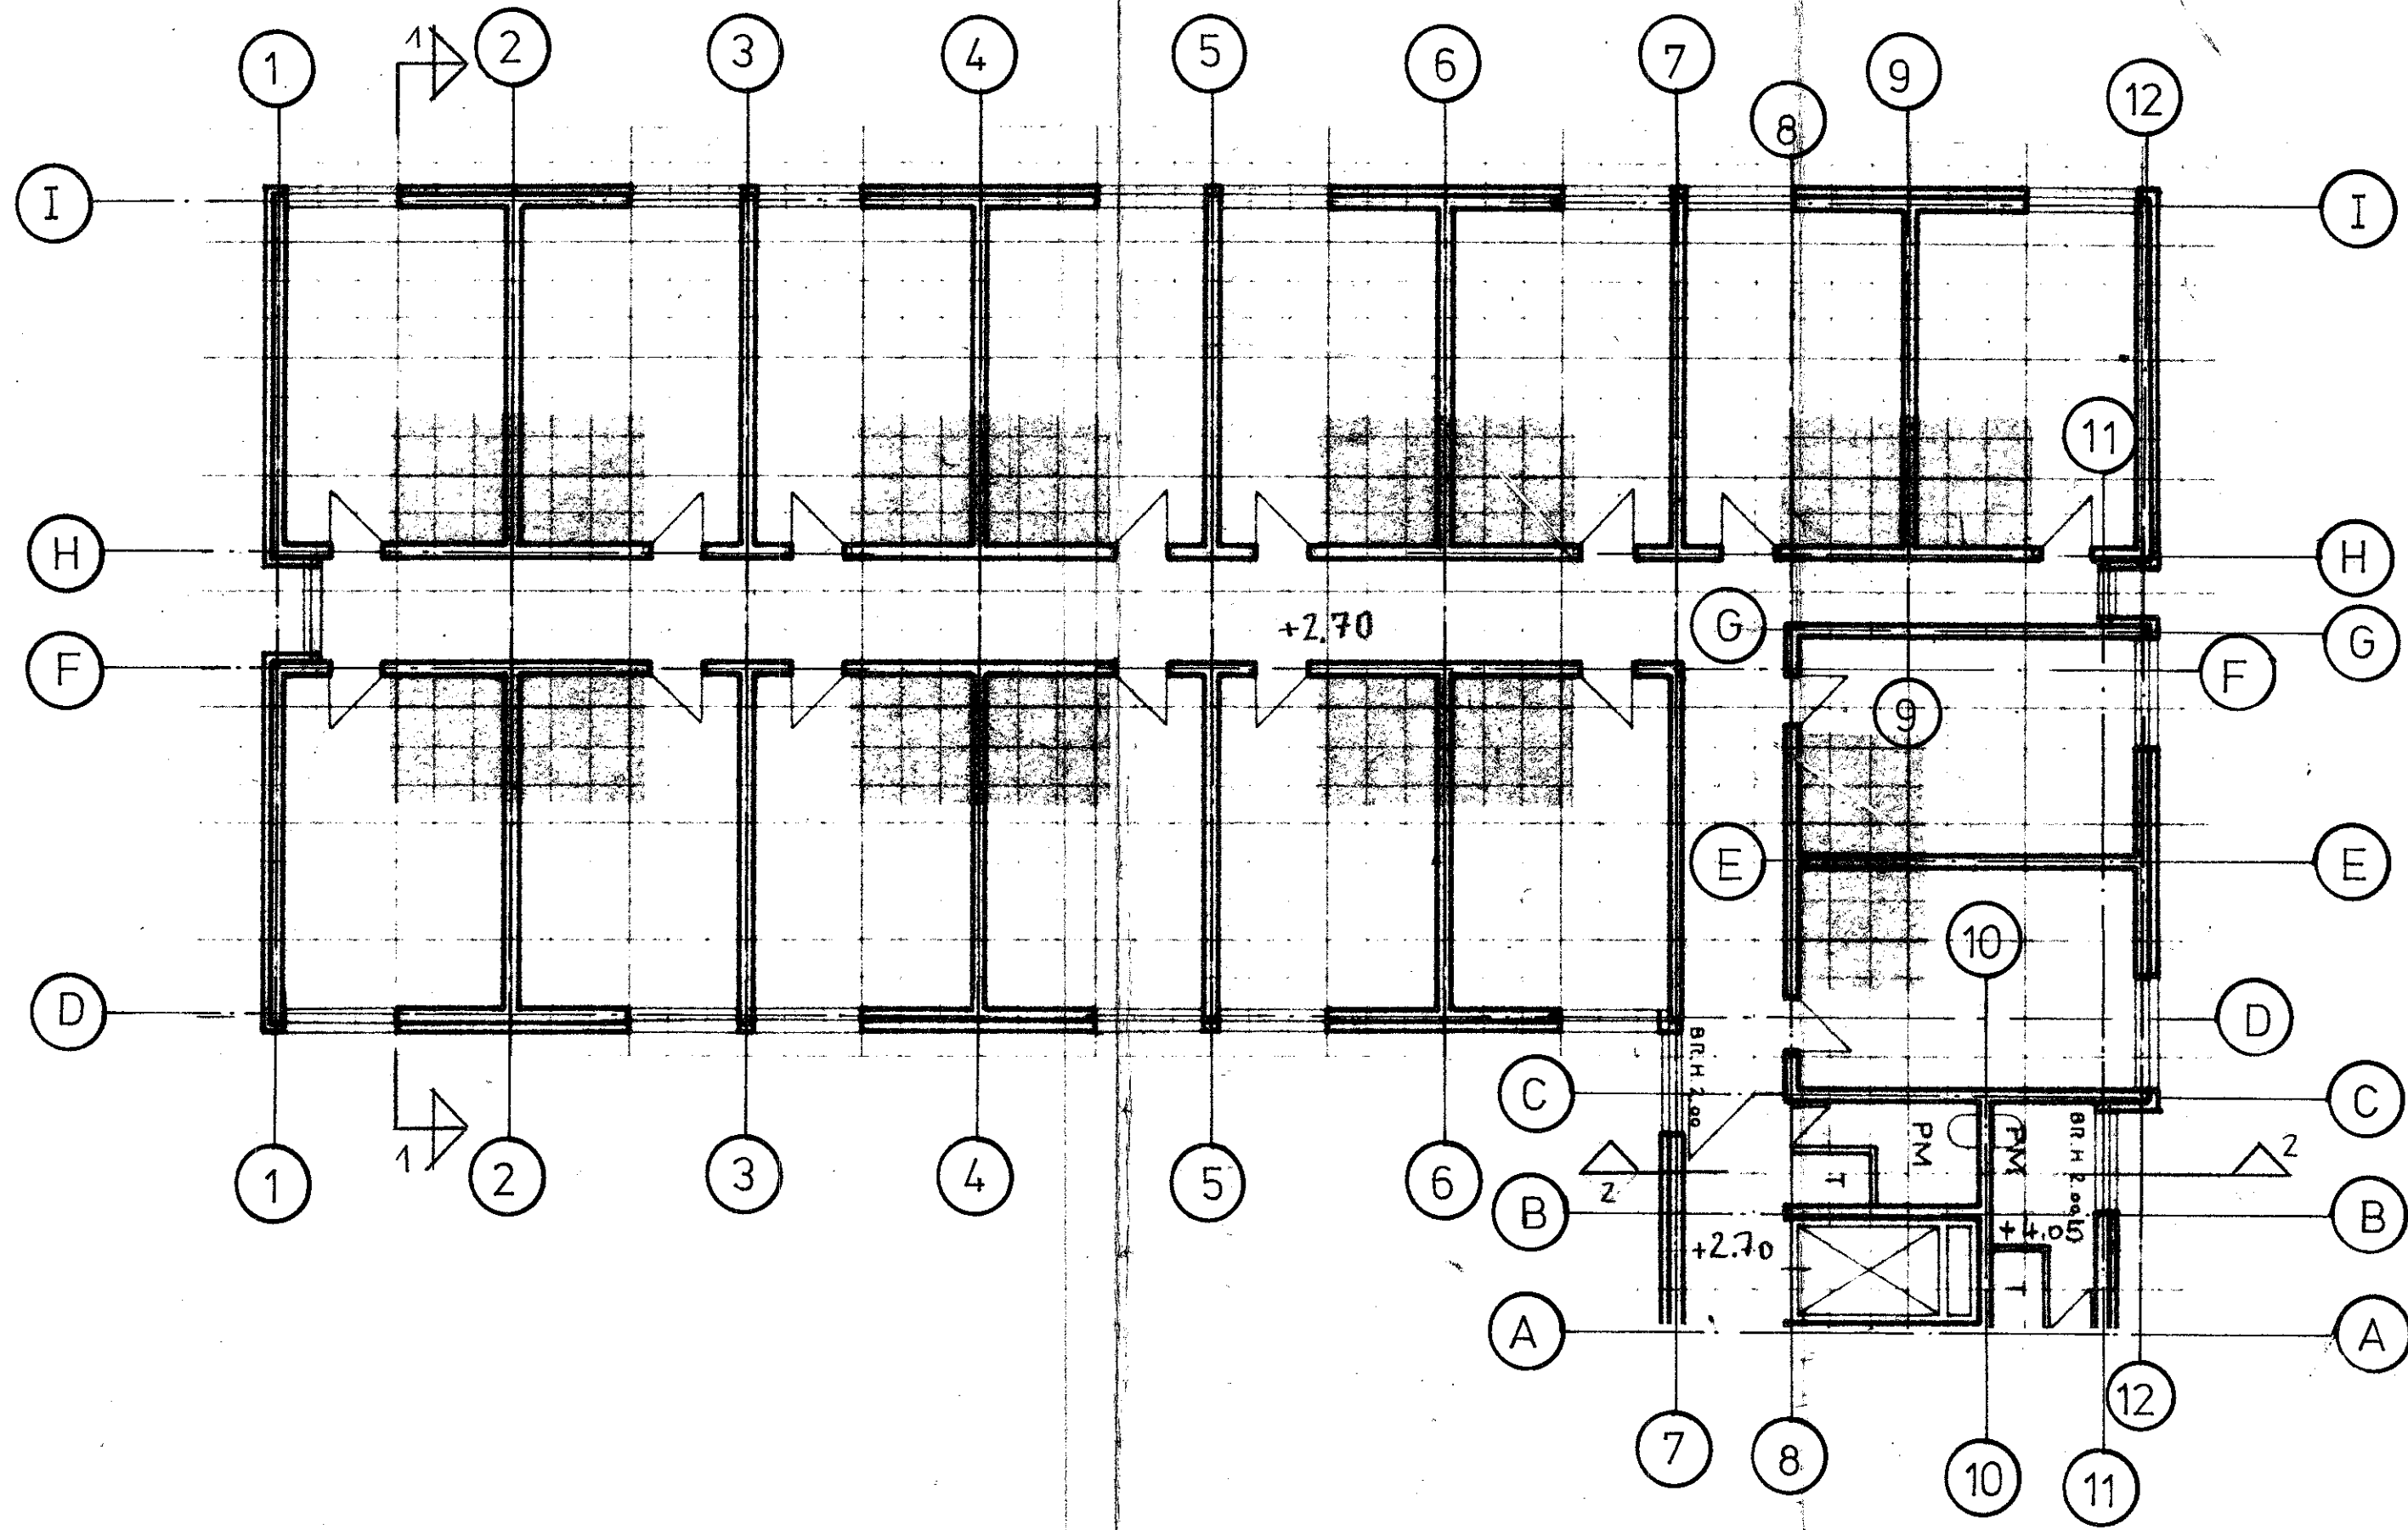 1 1 2 3 4 5 6 7 8 9 12
I I
11
H H
+2.70
G G
F F
9
E E
10
D D
BR.H 2.00
C C
1 PM PM BR.H 2.00
2 2
T
1 2 3 4 5 6 B B
+2.70 +4.05
T
A A
12
7 8 10 11